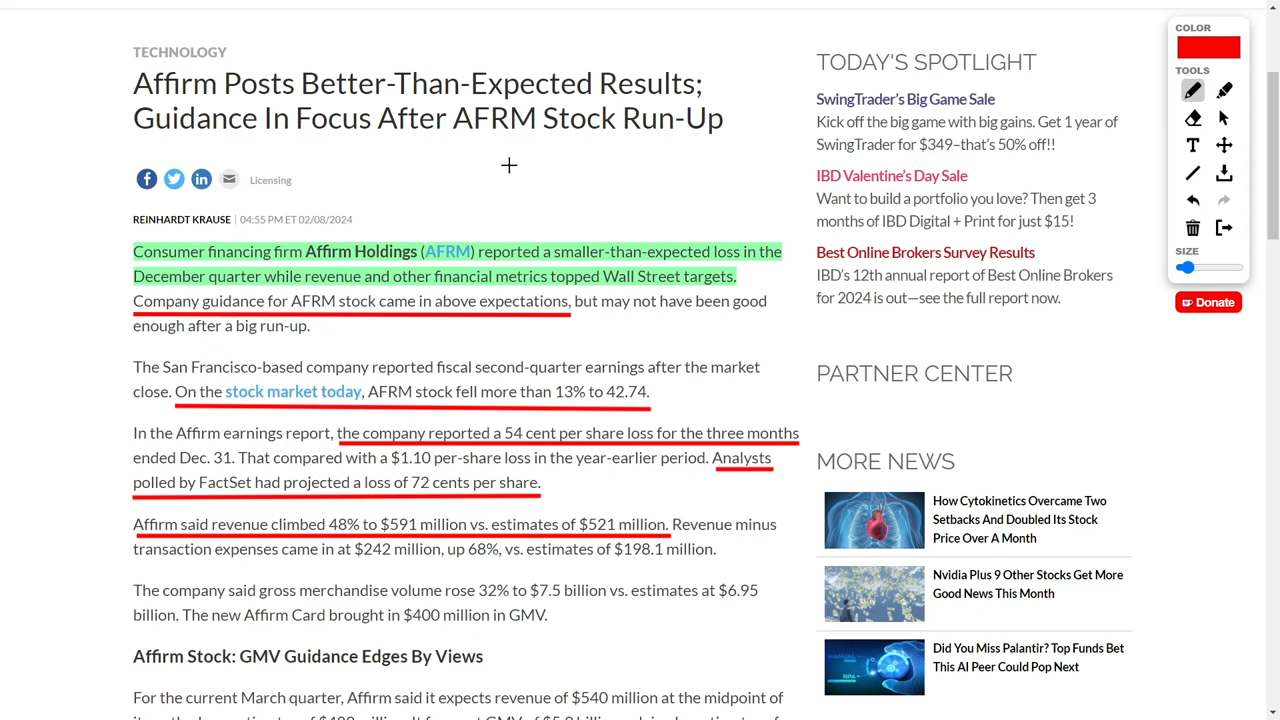 TECHNOLOGY
Affirm Posts Better-Than-Expected Results;
Guidance In Focus After AFRM Stock Run-Up
Licensing
REINHARDT KRAUSE | 04:55 PM ET 02/08/2024
Consumer financing firm Affirm Holdings (AFRM) reported a smaller-than-expected loss in the
December quarter while revenue and other financial metrics topped Wall Street targets.
Company guidance for AFRM stock came in above expectations, but may not have been good
enough after a big run-up.
The San Francisco-based company reported fiscal second-quarter earnings after the market
close. On the stock market today, AFRM stock fell more than 13% to 42.74.
In the Affirm earnings report, the company reported a 54 cent per share loss for the three months
ended Dec. 31. That compared with a $1.10 per-share loss in the year-earlier period. Analysts
polled by FactSet had projected a loss of 72 cents per share.
Affirm said revenue climbed 48% to $591 million vs. estimates of $521 million. Revenue minus
transaction expenses came in at $242 million, up 68%, vs. estimates of $198.1 million.
The company said gross merchandise volume rose 32% to $7.5 billion vs. estimates at $6.95
billion. The new Affirm Card brought in $400 million in GMV.
Affirm Stock: GMV Guidance Edges By Views
For the current March quarter, Affirm said it expects revenue of $540 million at the midpoint of
TODAY'S SPOTLIGHT
SwingTrader's Big Game Sale
Kick off the big game with big gains. Get 1 year of
SwingTrader for $349–that's 50% off!!
IBD Valentine's Day Sale
Want to build a portfolio you love? Then get 3
months of IBD Digital + Print for just $15!
Best Online Brokers Survey Results
IBD's 12th annual report of Best Online Brokers
for 2024 is out—see the full report now.
PARTNER CENTER
MORE NEWS
How Cytokinetics Overcame Two
Setbacks And Doubled Its Stock
Price Over A Month
Nvidia Plus 9 Other Stocks Get More
Good News This Month
Did You Miss Palantir? Top Funds Bet
This AI Peer Could Pop Next
COLOR
TOOLS
SIZE
Donate